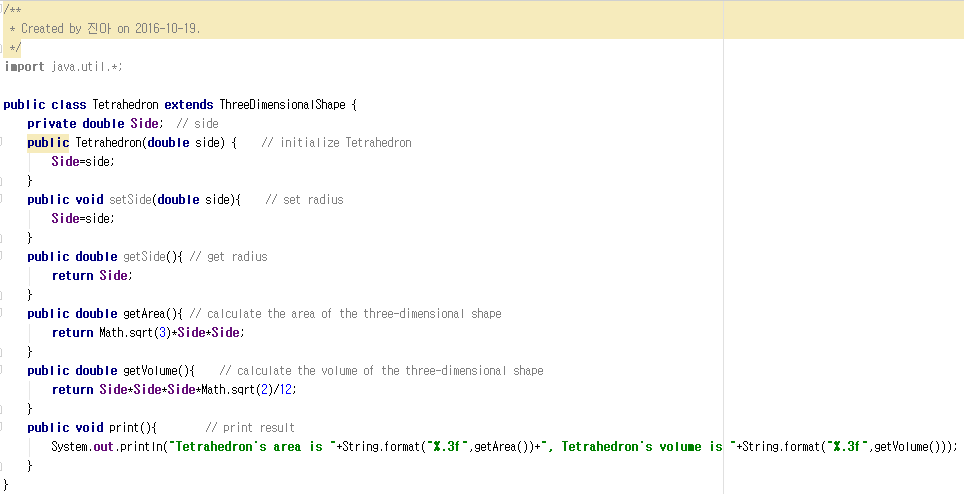 /**
 * Created by 진아 on 2016-10-19.
 */
import java.util.*;

public class Tetrahedron extends ThreeDimensionalShape {
    private double Side;  // side
    public Tetrahedron(double side) {    // initialize Tetrahedron
        Side=side;
    }
    public void setSide(double side){    // set radius
        Side=side;
    }
    public double getSide(){ // get radius
        return Side;
    }
    public double getArea(){ // calculate the area of the three-dimensional shape
        return Math.sqrt(3)*Side*Side;
    }
    public double getVolume(){    // calculate the volume of the three-dimensional shape
        return Side*Side*Side*Math.sqrt(2)/12;
    }
    public void print(){        // print result
        System.out.println("Tetrahedron's area is "+String.format("%.3f",getArea())+", Tetrahedron's volume is "+String.format("%.3f",getVolume()));
    }
}